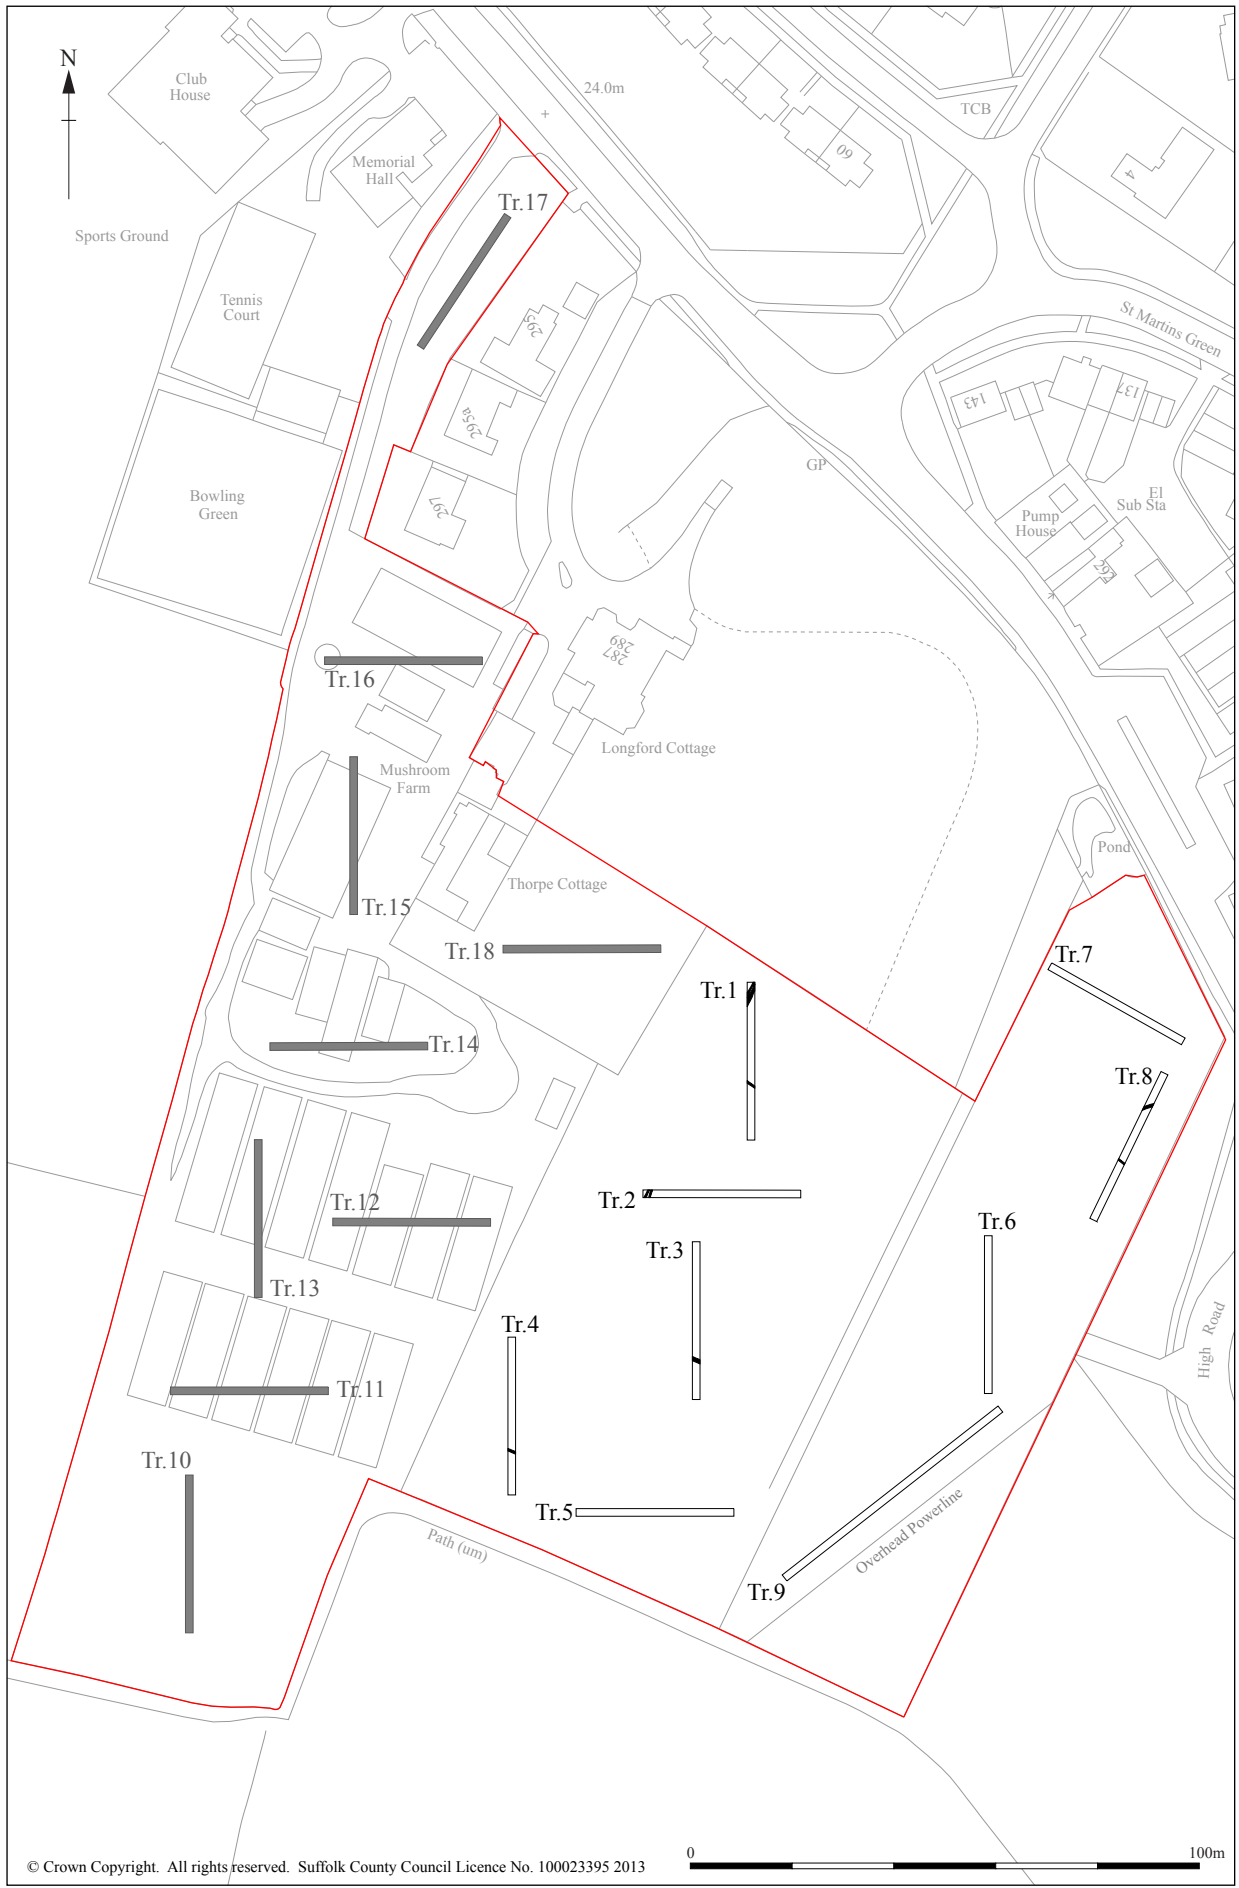 N
Club
House
24.0m
TCB
60
4
Memorial
Hall
Tr.17
Sports Ground
Tennis
Court
295
St Martins Green
137
143
295a
GP
Bowling
Green
297
El
Sub Sta
Pump
House
292
289
287
Tr.16
Longford Cottage
Mushroom
Farm
Pond
Thorpe Cottage
Tr.15
Tr.18
Tr.7
Tr.1
Tr.14
Tr.8
Tr.12
Tr.2
Tr.6
Tr.3
Tr.13
Tr.4
High Road
Tr.11
Tr.10
Tr.5
Overhead Powerline
Path (um)
Tr.9
0
100m
© Crown Copyright. All rights reserved. Suffolk County Council Licence No. 100023395 2013